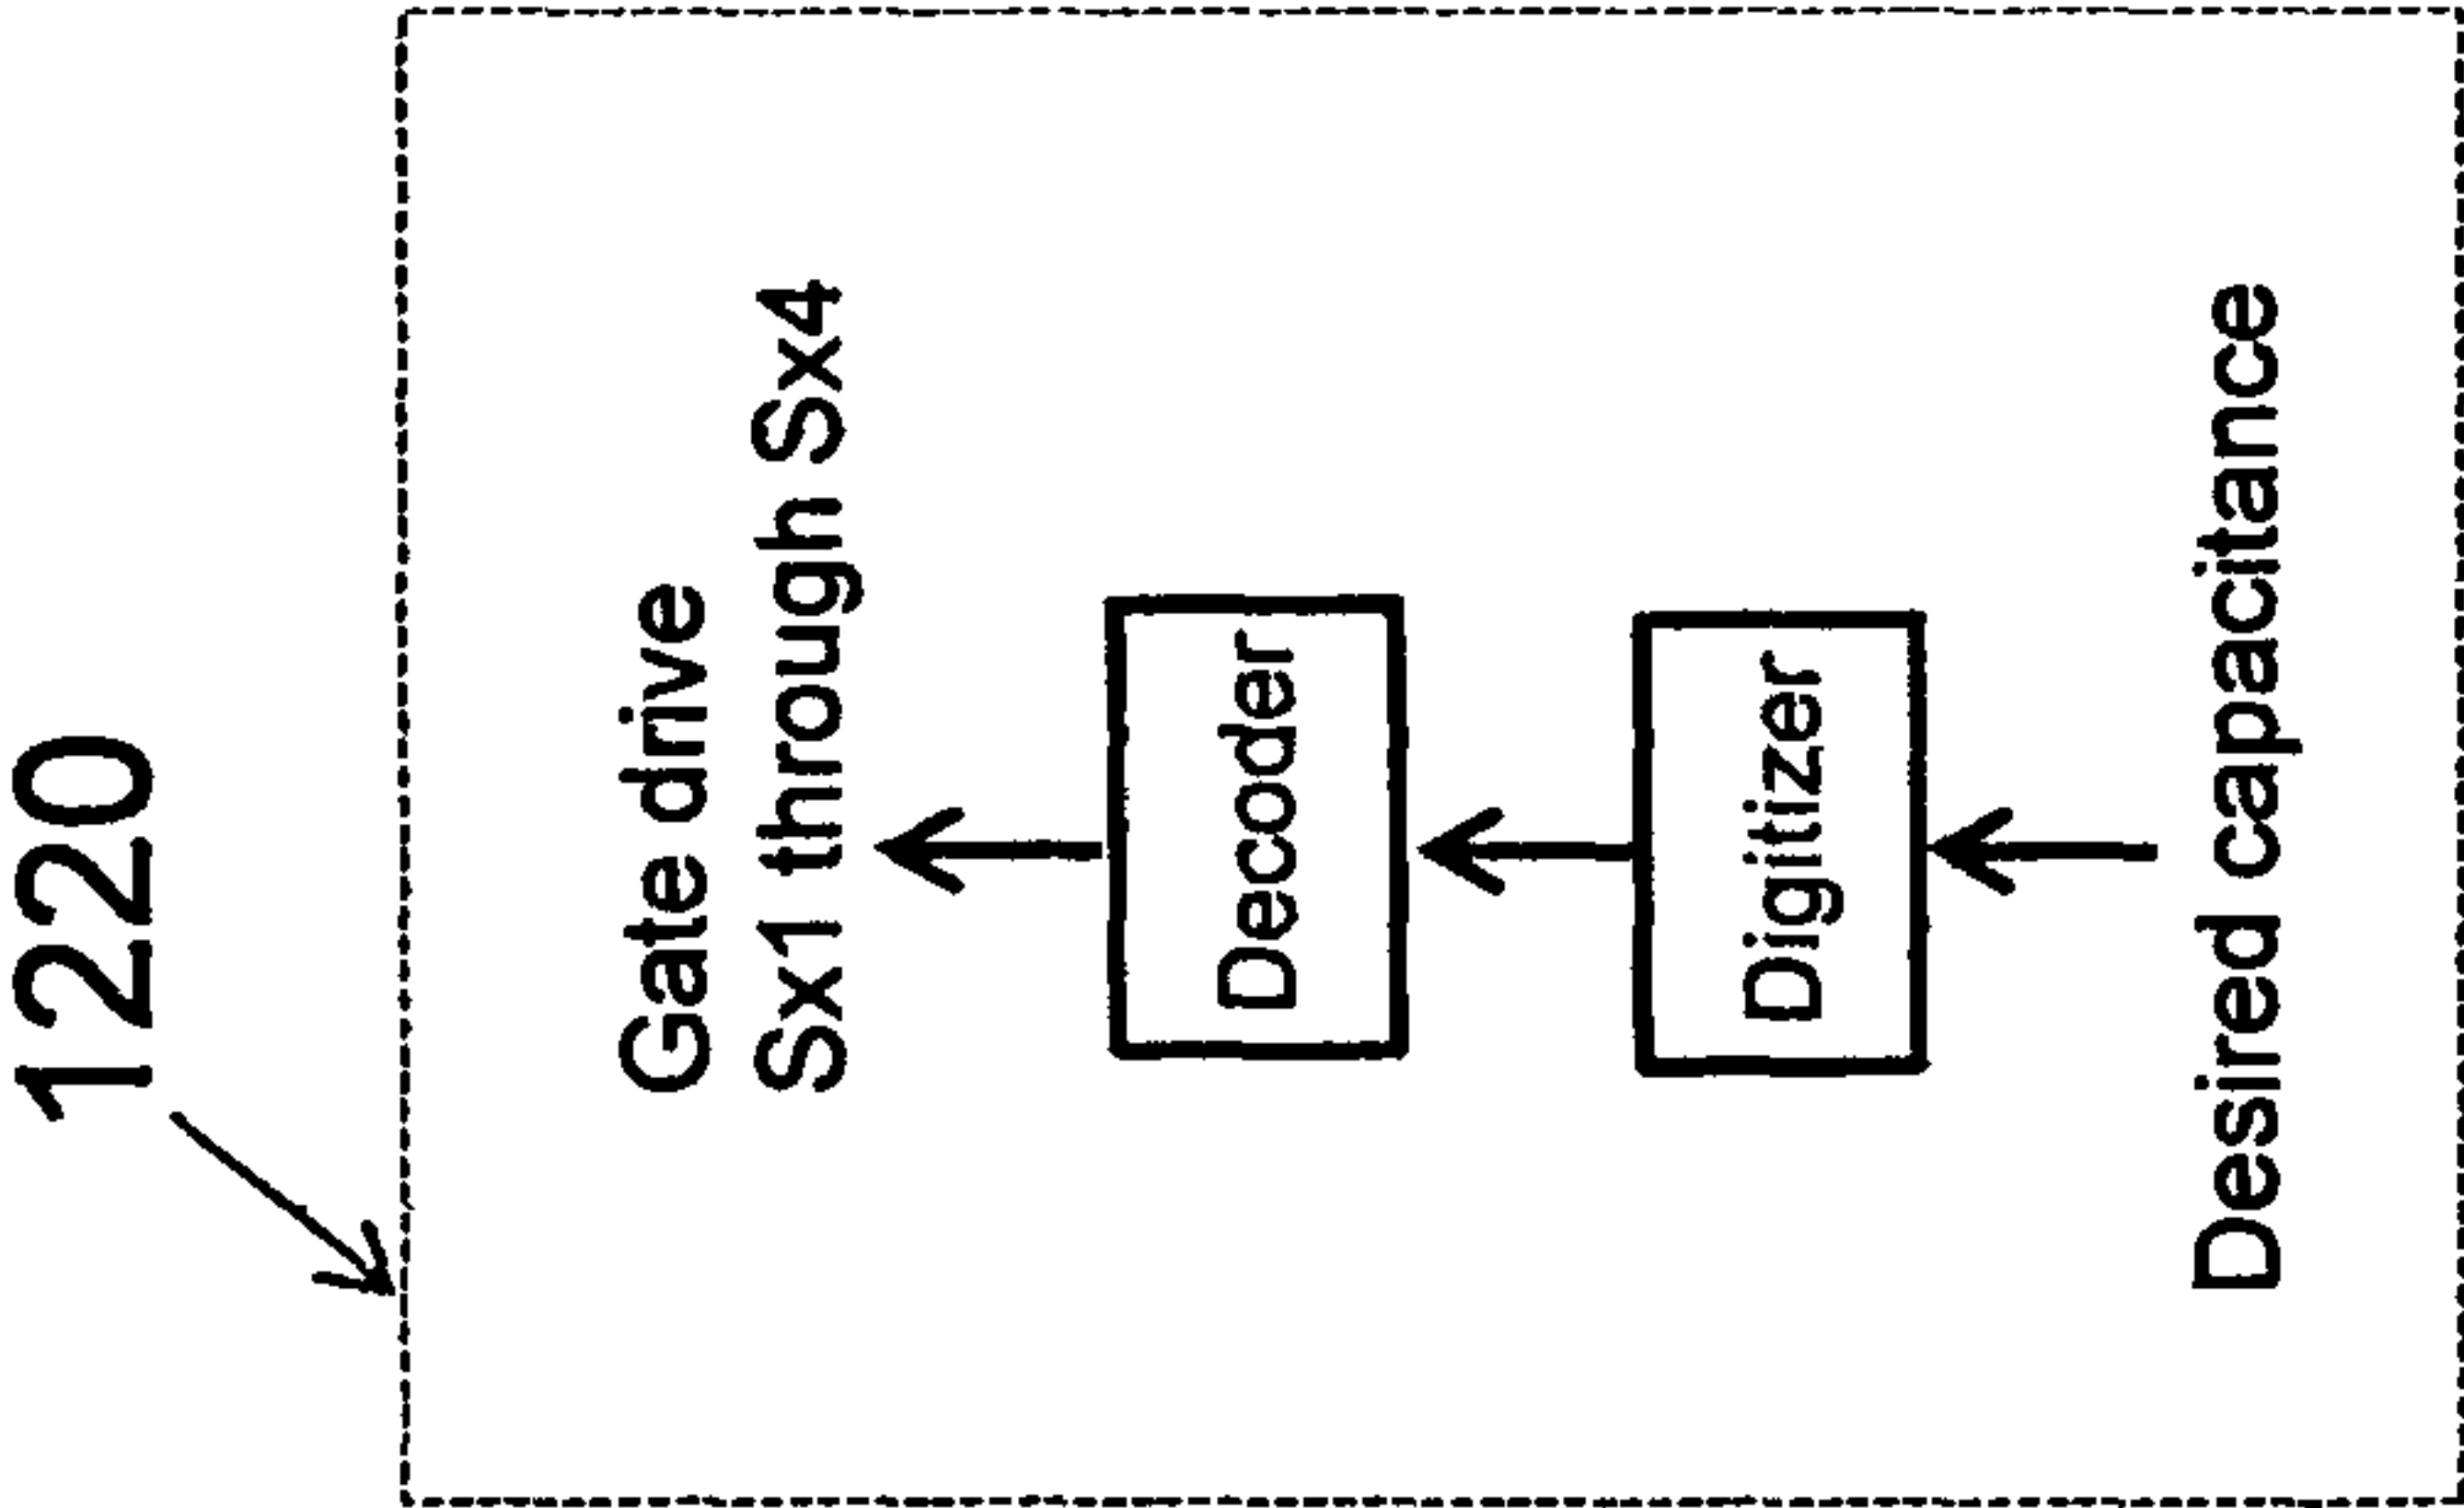 1220
Gate drive
Sx1 through Sx4
Decoder
Digitizer
Desired capacitance